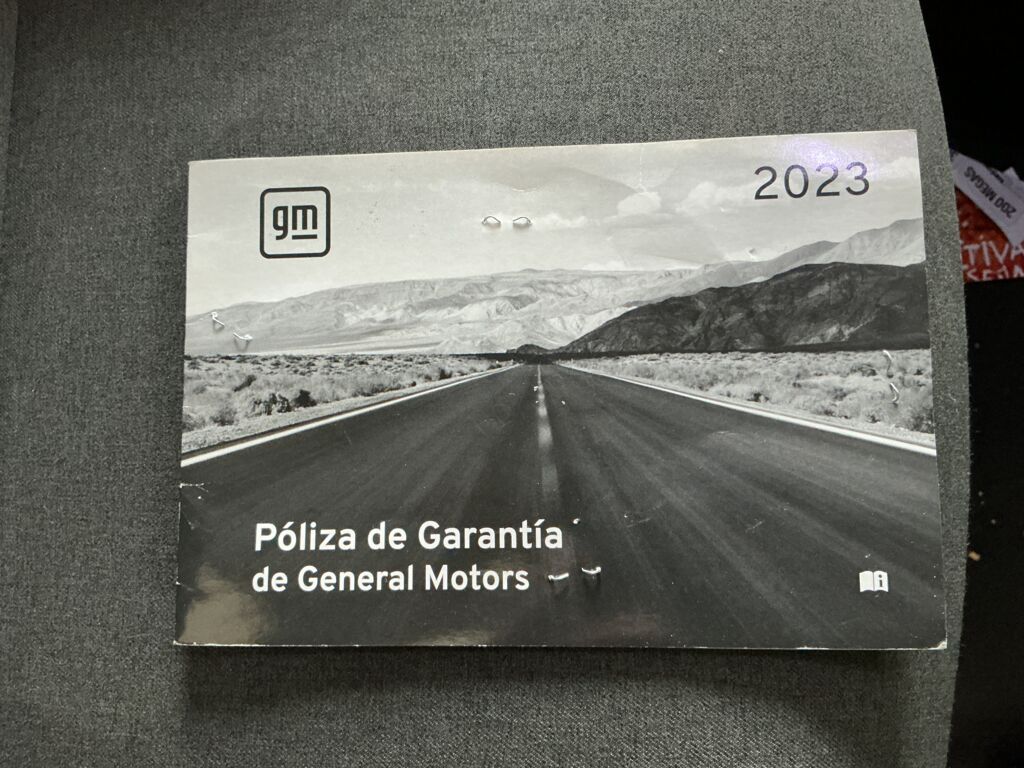 gm
2023
Póliza de Garantía
de General Motors
200 MEGAS